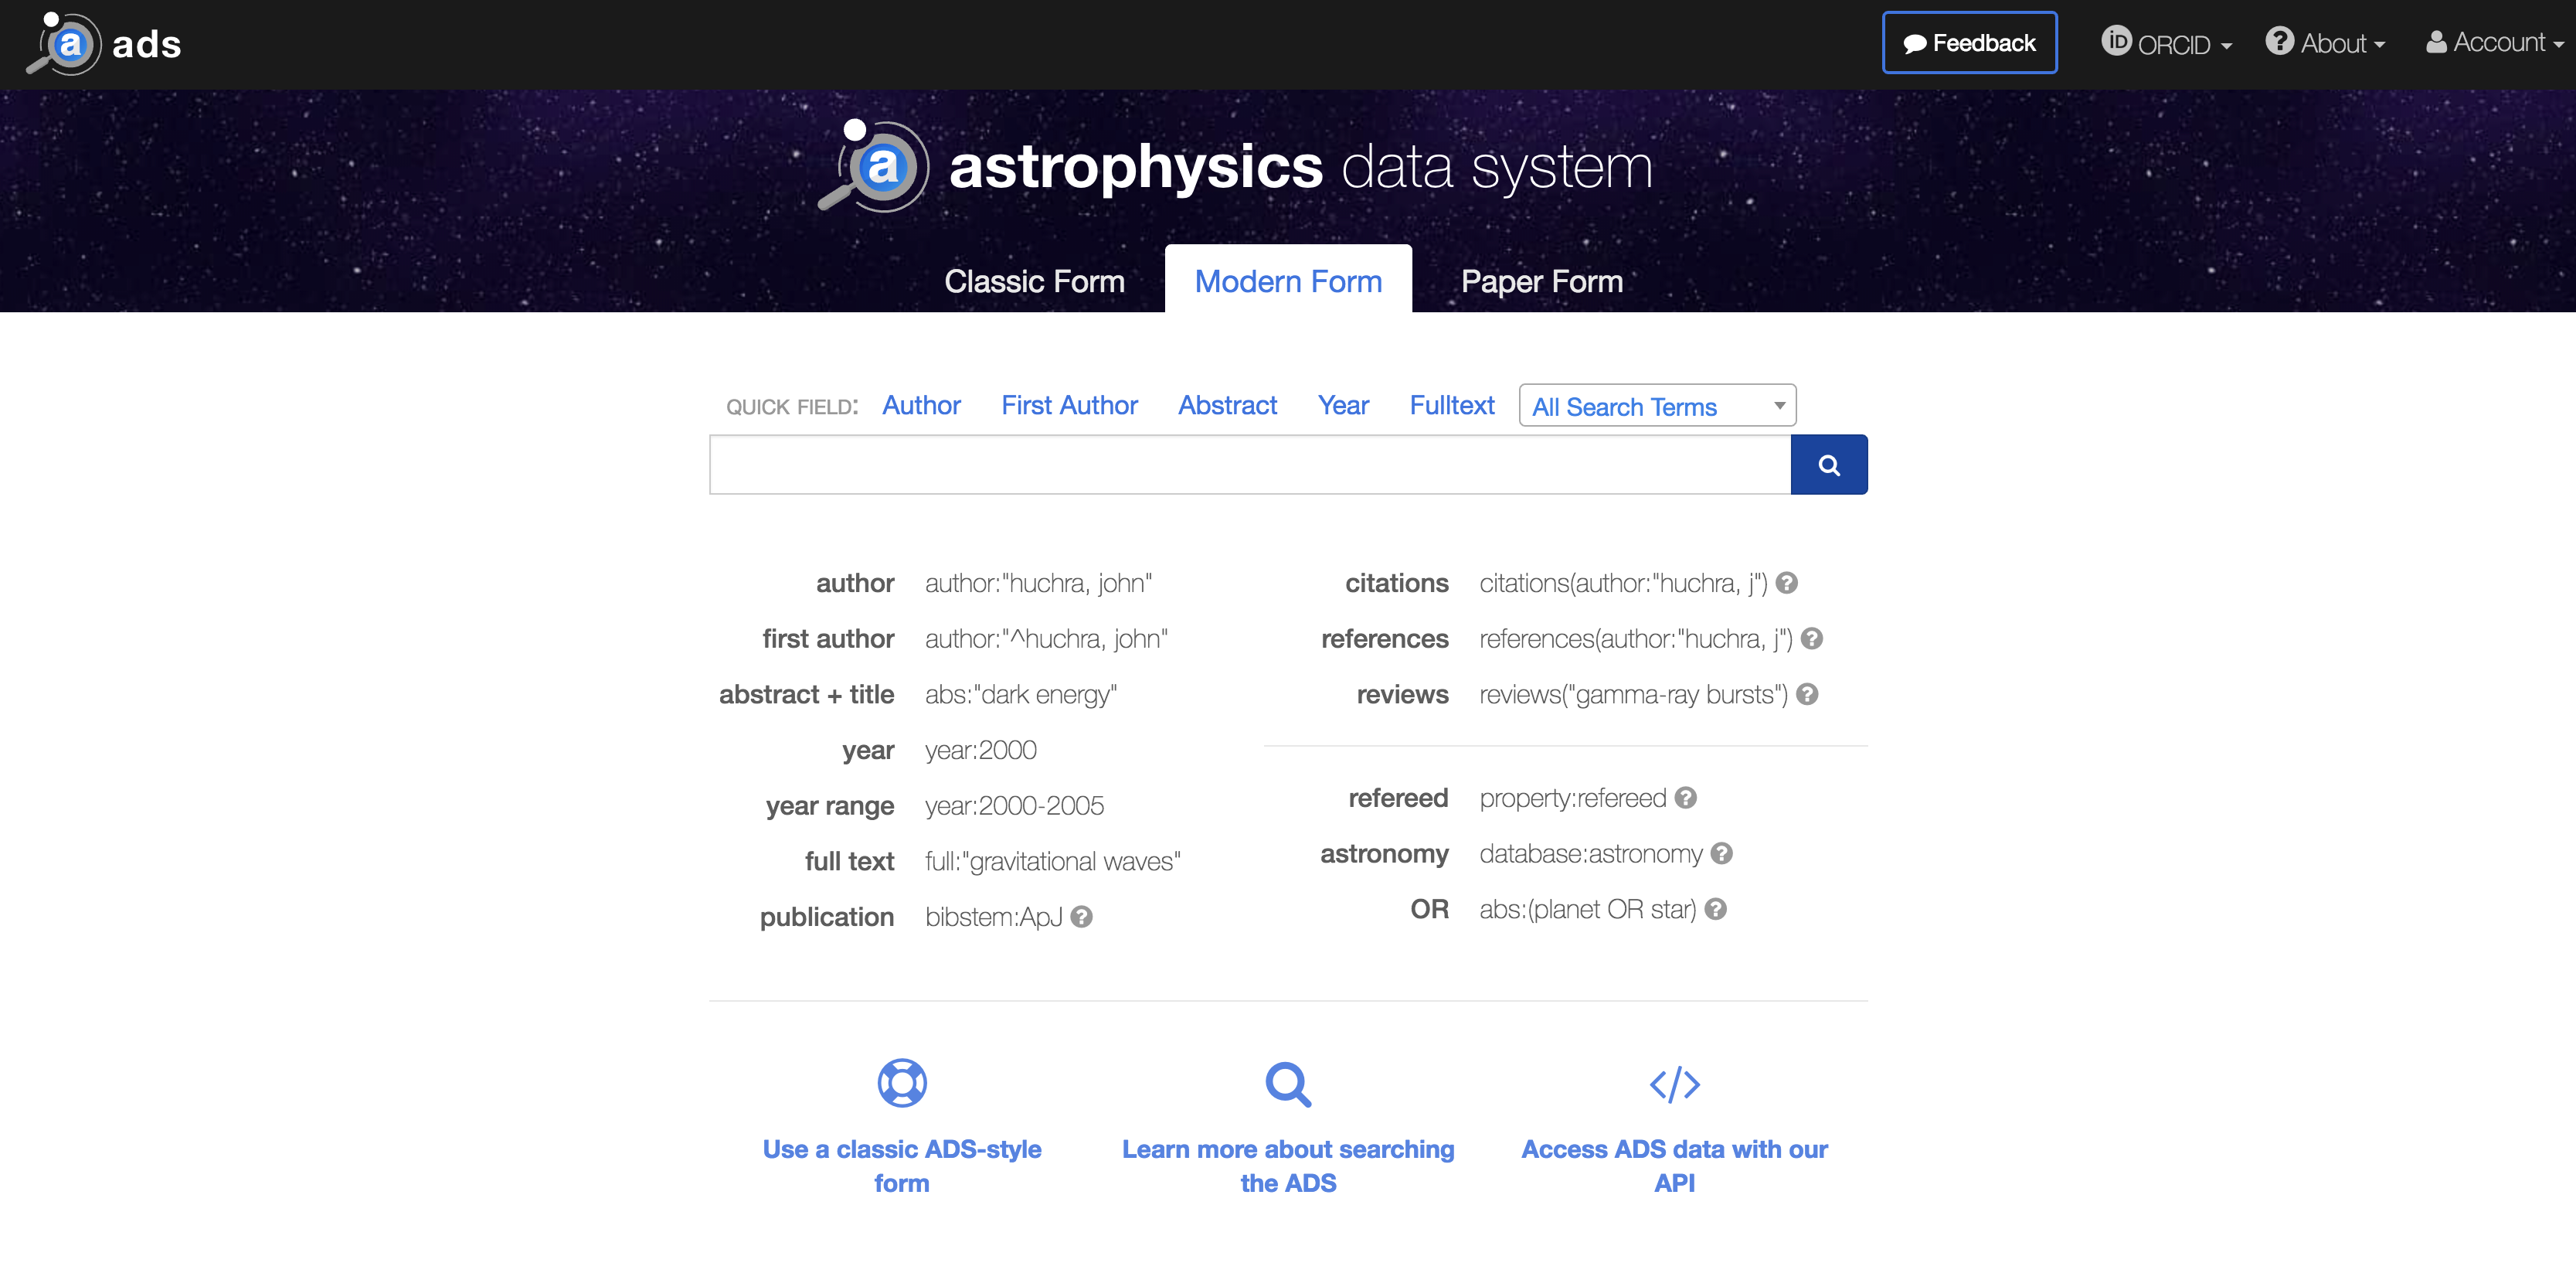 a ads
Feedback
iD ORCID
? About
Account
a astrophysics data system
Classic Form
Modern Form
Paper Form
QUICK FIELD: Author First Author Abstract Year Fulltext All Search Terms
author author:"huchra, john"
first author author:"^huchra, john"
abstract + title abs:"dark energy"
year year:2000
year range year:2000-2005
full text full:"gravitational waves"
publication bibstem:ApJ ?
citations citations(author:"huchra, j") ?
references references(author:"huchra, j") ?
reviews reviews("gamma-ray bursts") ?
refereed property:refereed ?
astronomy database:astronomy ?
OR abs:(planet OR star) ?
Use a classic ADS-style
form
Learn more about searching
the ADS
</>
Access ADS data with our
API